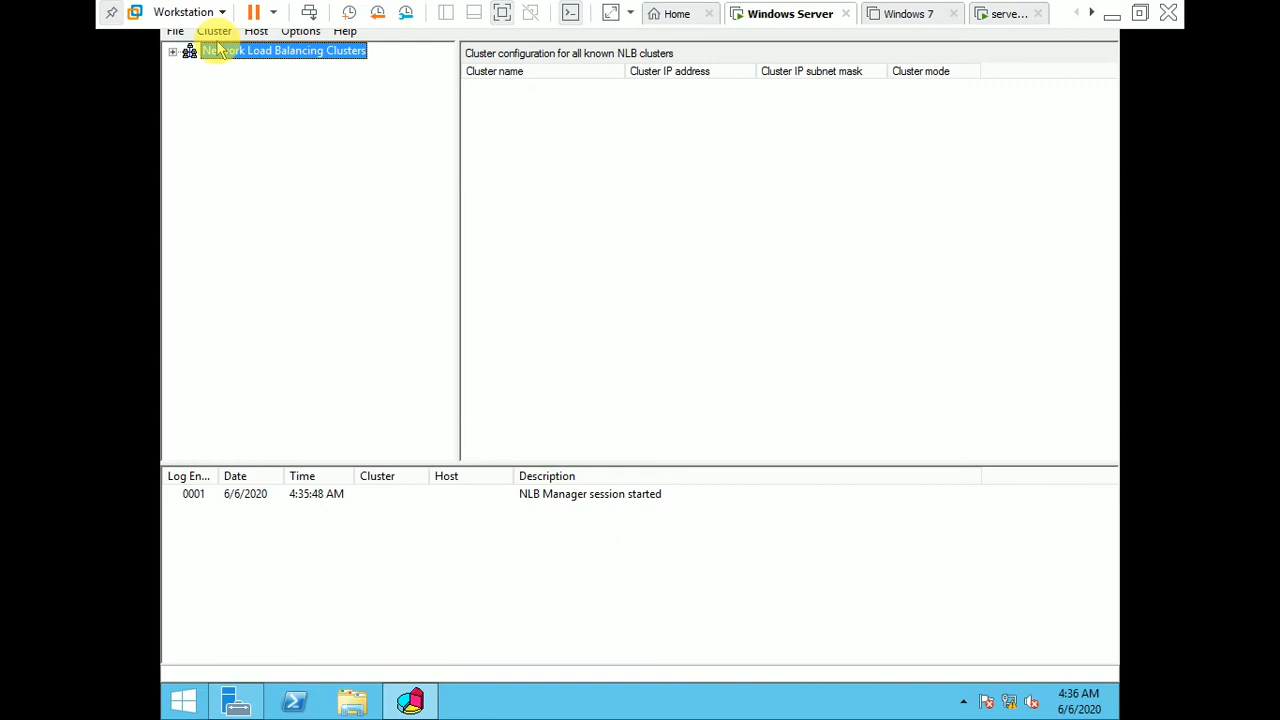 Workstation
Home
Windows Server
Windows 7
serve...
File Cluster Host Options Help
Network Load Balancing Clusters
Cluster configuration for all known NLB clusters
Cluster name Cluster IP address Cluster IP subnet mask Cluster mode
Log En... Date Time Cluster Host Description
0001 6/6/2020 4:35:48 AM NLB Manager session started
4:36 AM
6/6/2020